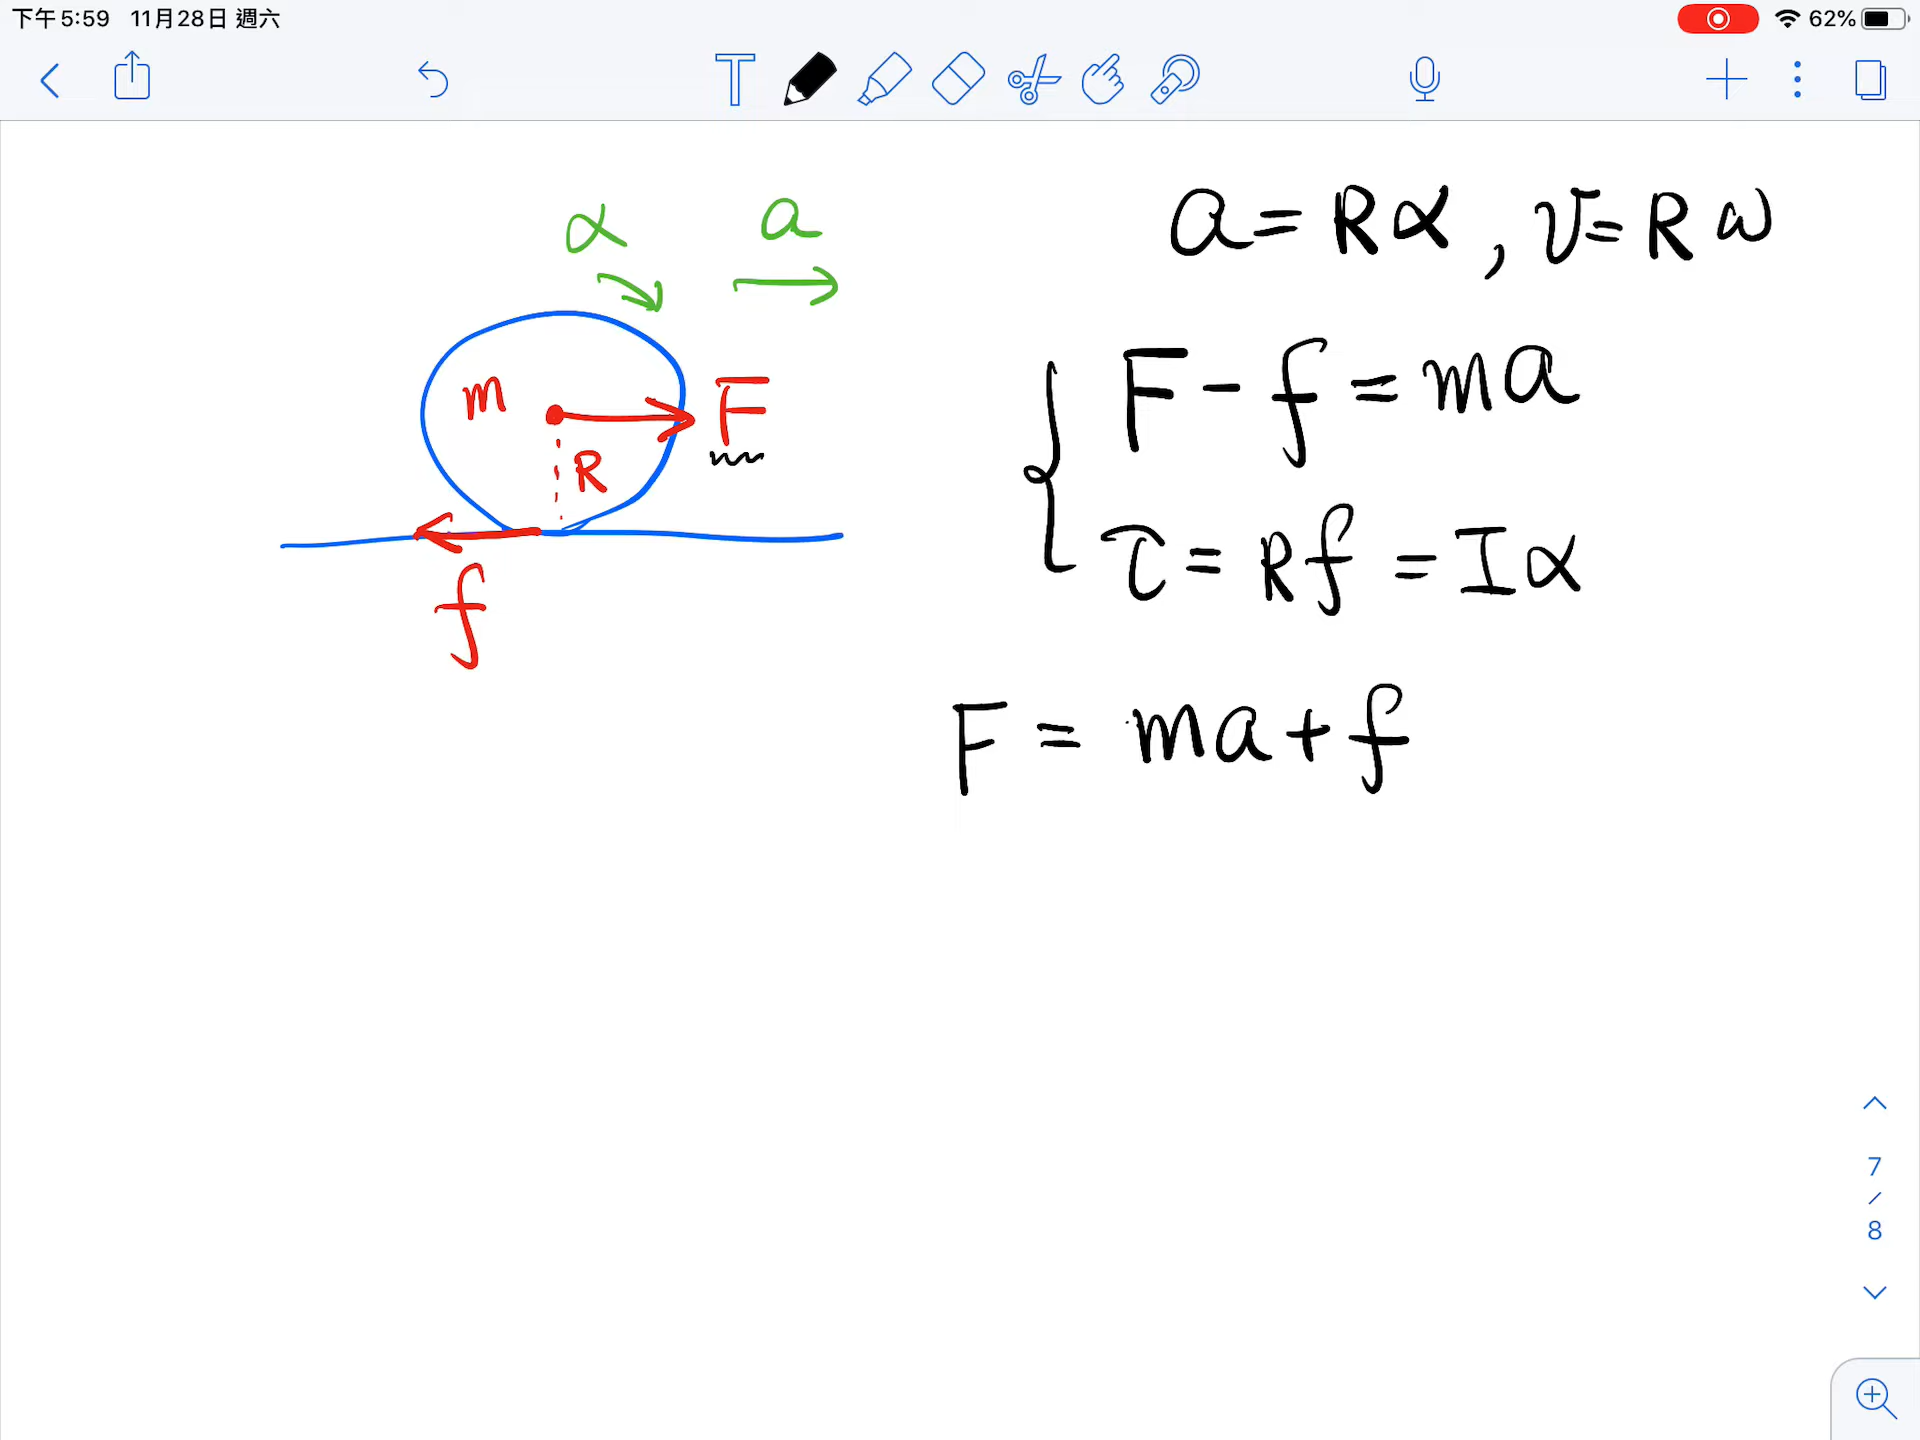 下午5:59 11月28日 週六
62%
T
α a
m F
R
f
a = Rα , v = Rω
F - f = ma
τ = Rf = Iα
F = ma + f
7
/
8